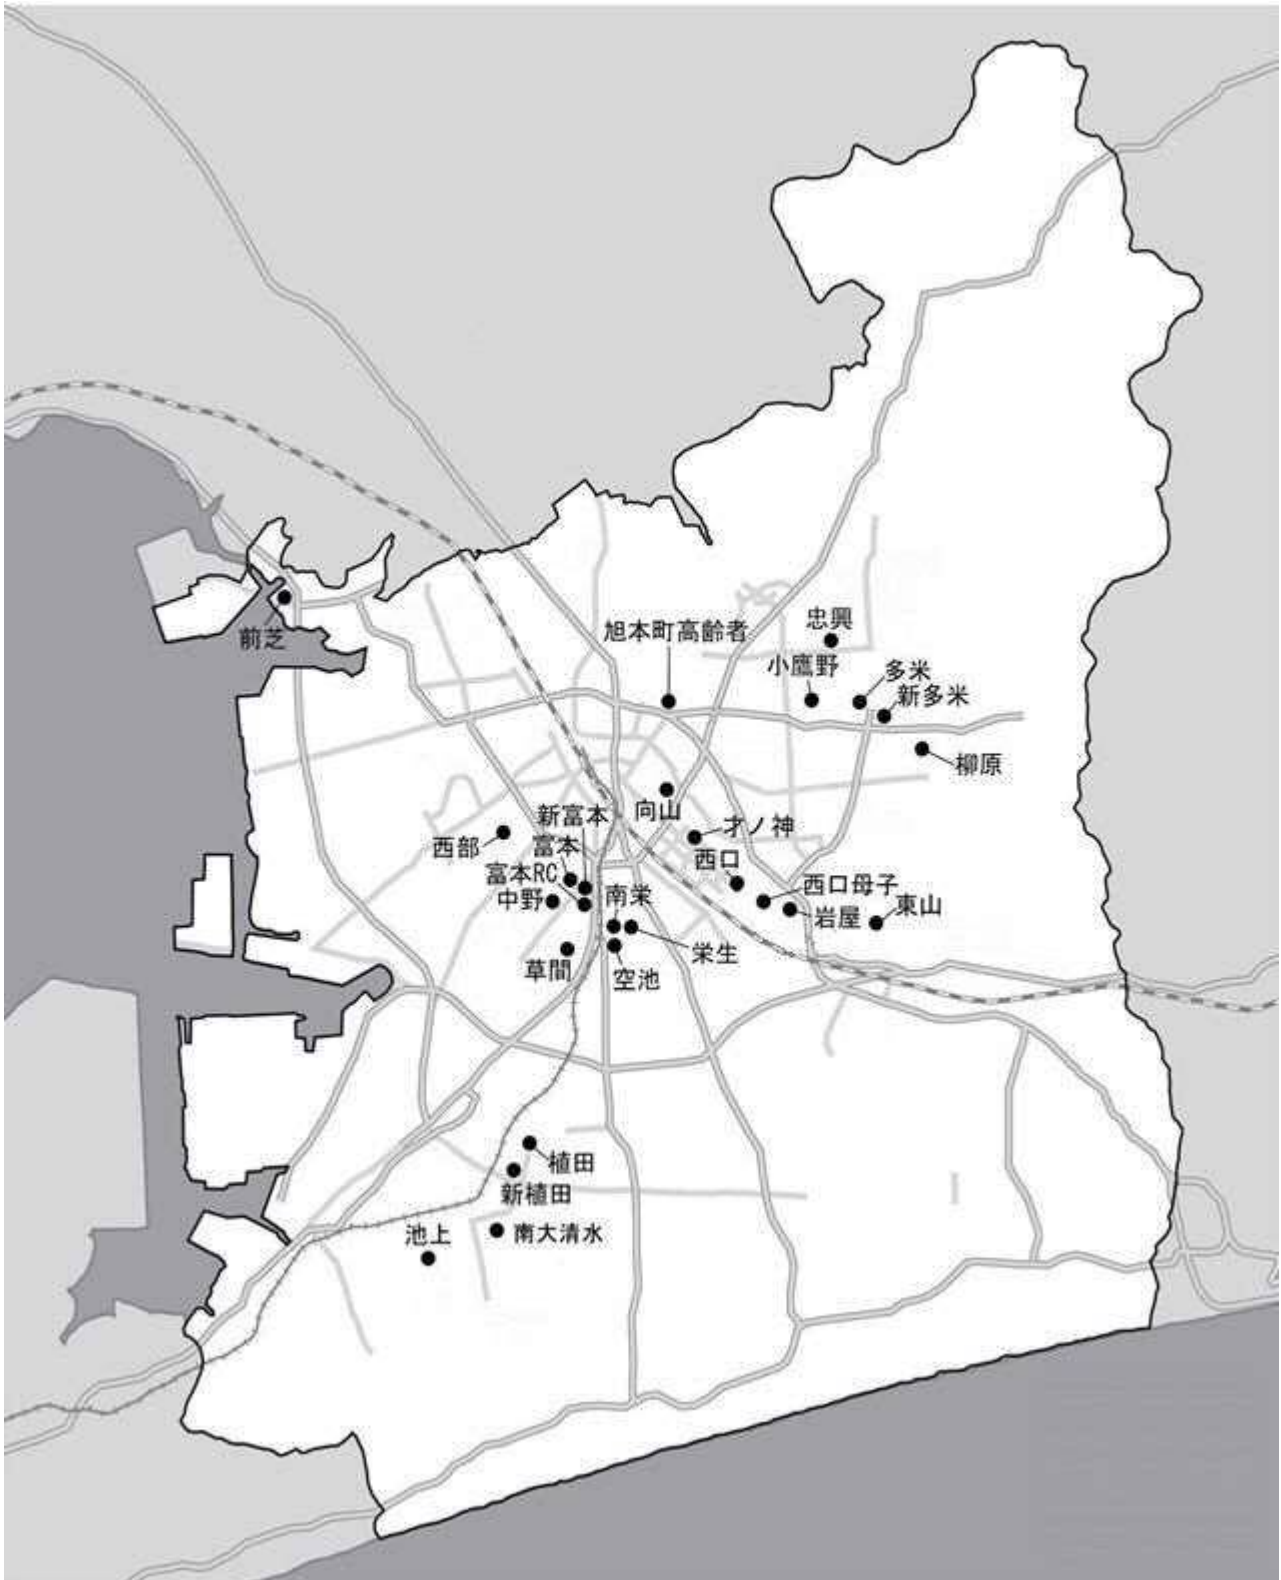 前芝
旭本町高齢者
忠興
小鷹野
多米
新多米
柳原
向山
才ノ神
新富本
西部
富本
西口
富本RC
中野
南栄
西口母子
岩屋
東山
草間
空池
栄生
植田
新植田
池上
南大清水